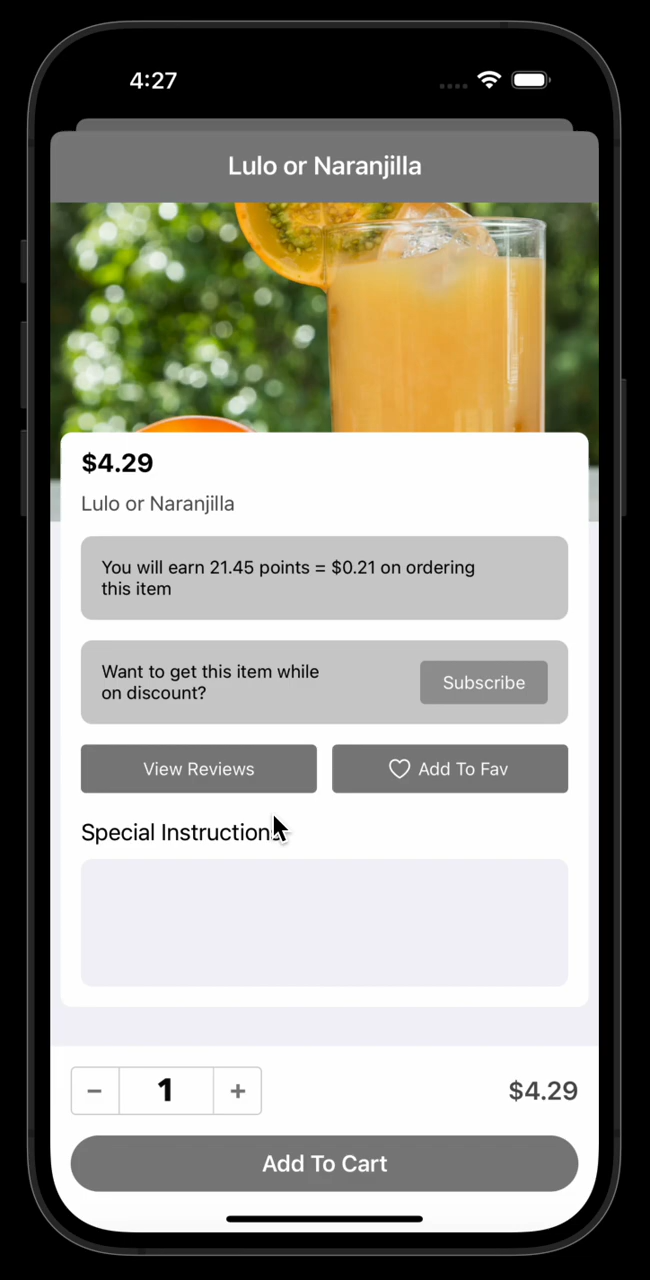 4:27
Lulo or Naranjilla
$4.29
Lulo or Naranjilla
You will earn 21.45 points = $0.21 on ordering
this item
Want to get this item while
on discount?
Subscribe
View Reviews
Add To Fav
Special Instructions
− 1 +
$4.29
Add To Cart